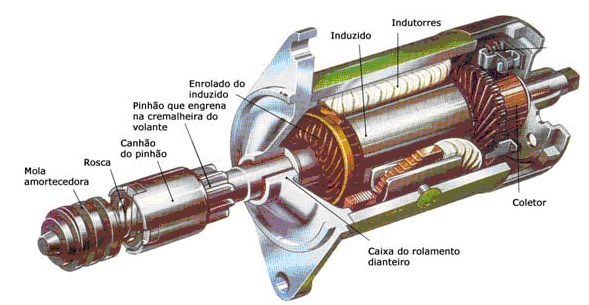 Indutorres
Induzido
Enrolado do
induzido
Pinhão que engrena
na cremalheira do
volante
Canhão
do pinhão
Rosca
Mola
amortecedora
Coletor
Caixa do rolamento
dianteiro